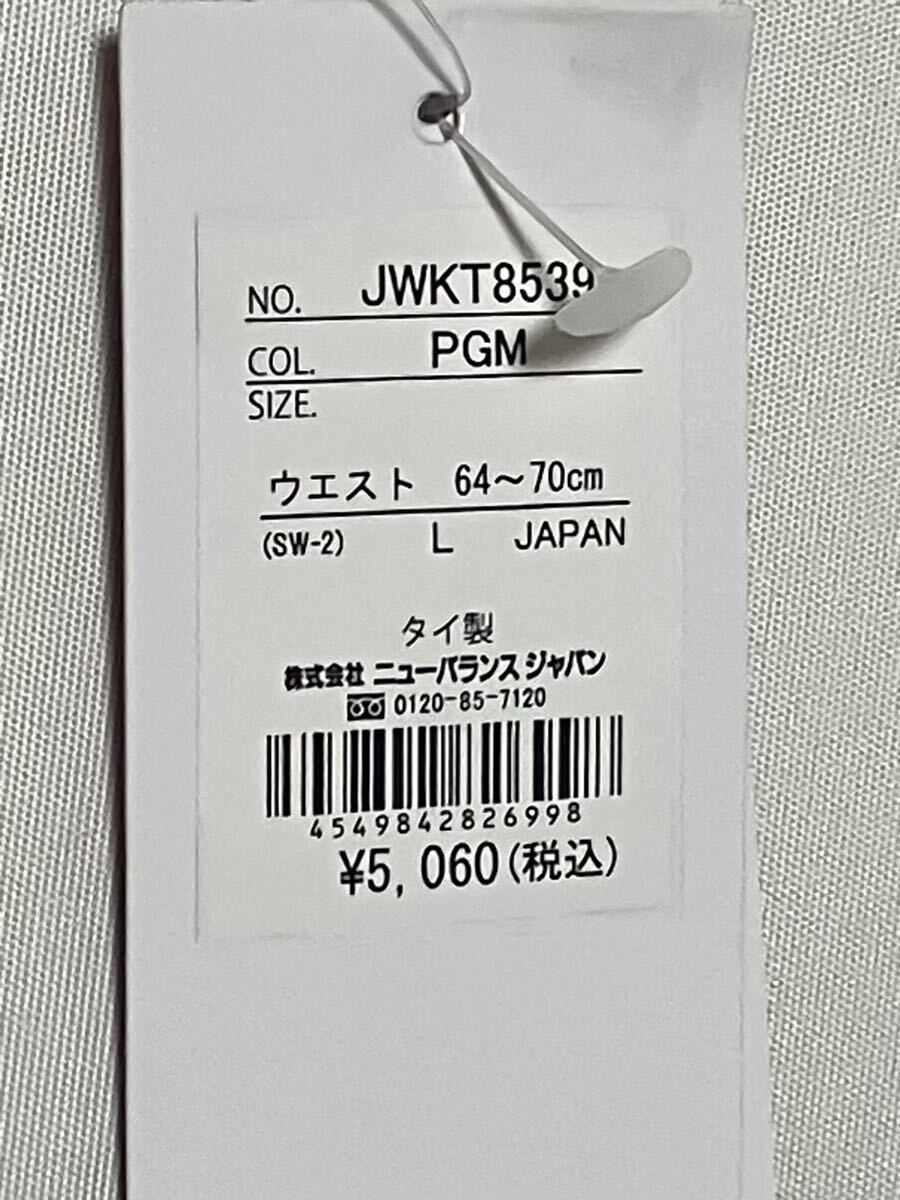 NO. JWKT8539
COL. PGM
SIZE.
ウエスト 64～70cm
(SW-2) L JAPAN
タイ製
株式会社 ニューバランス ジャパン
0120-85-7120
4549842826998
¥5,060(税込)